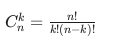 $C_n^k = \frac{n!}{k!(n-k)!}$